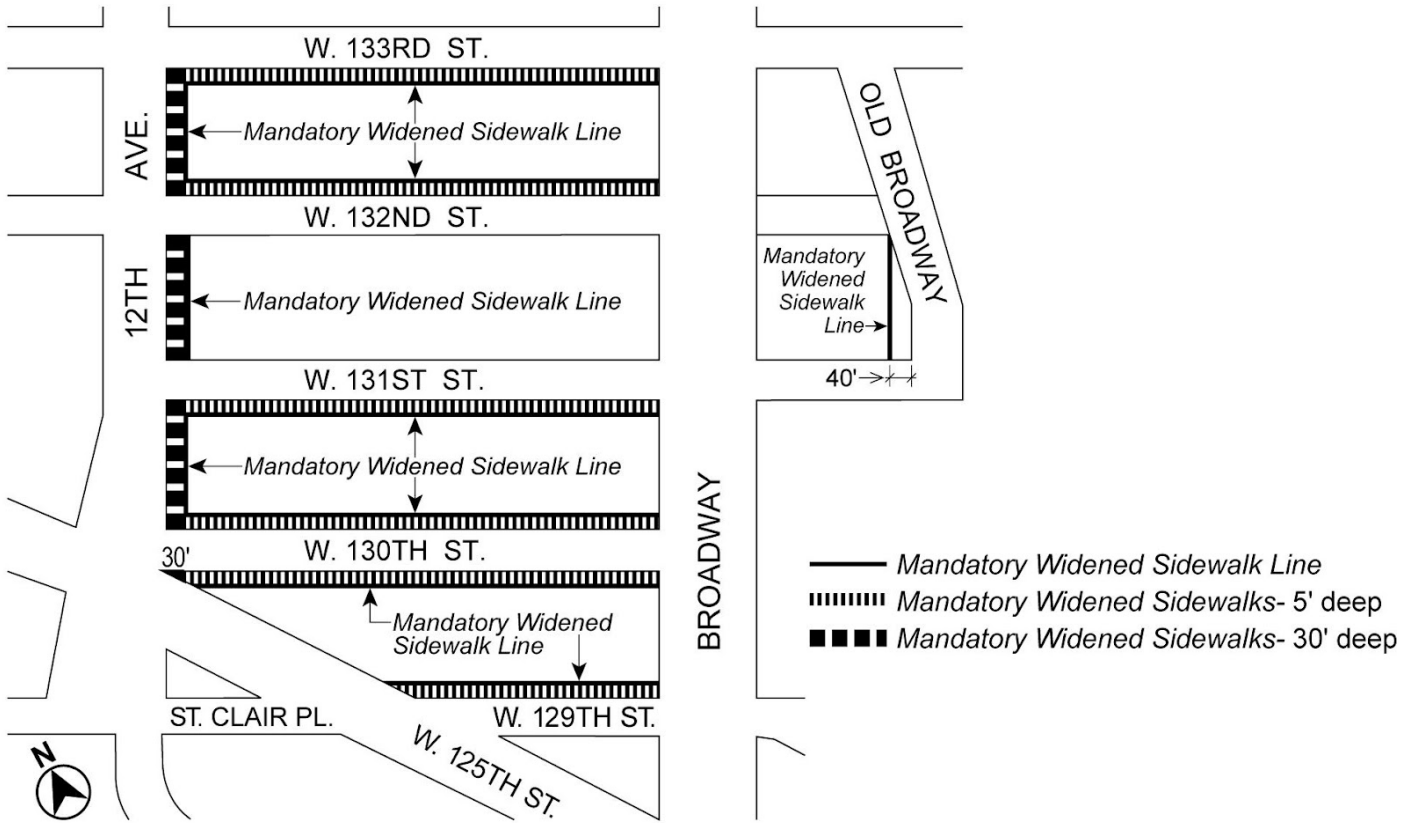 W. 133RD ST.
AVE.
Mandatory Widened Sidewalk Line
OLD BROADWAY
W. 132ND ST.
12TH
Mandatory Widened Sidewalk Line
Mandatory
Widened
Sidewalk
Line
W. 131ST ST.
40'
Mandatory Widened Sidewalk Line
BROADWAY
W. 130TH ST.
30'
Mandatory Widened
Sidewalk Line
Mandatory Widened Sidewalk Line
Mandatory Widened Sidewalks- 5' deep
Mandatory Widened Sidewalks- 30' deep
ST. CLAIR PL.
W. 129TH ST.
W. 125TH ST.
N